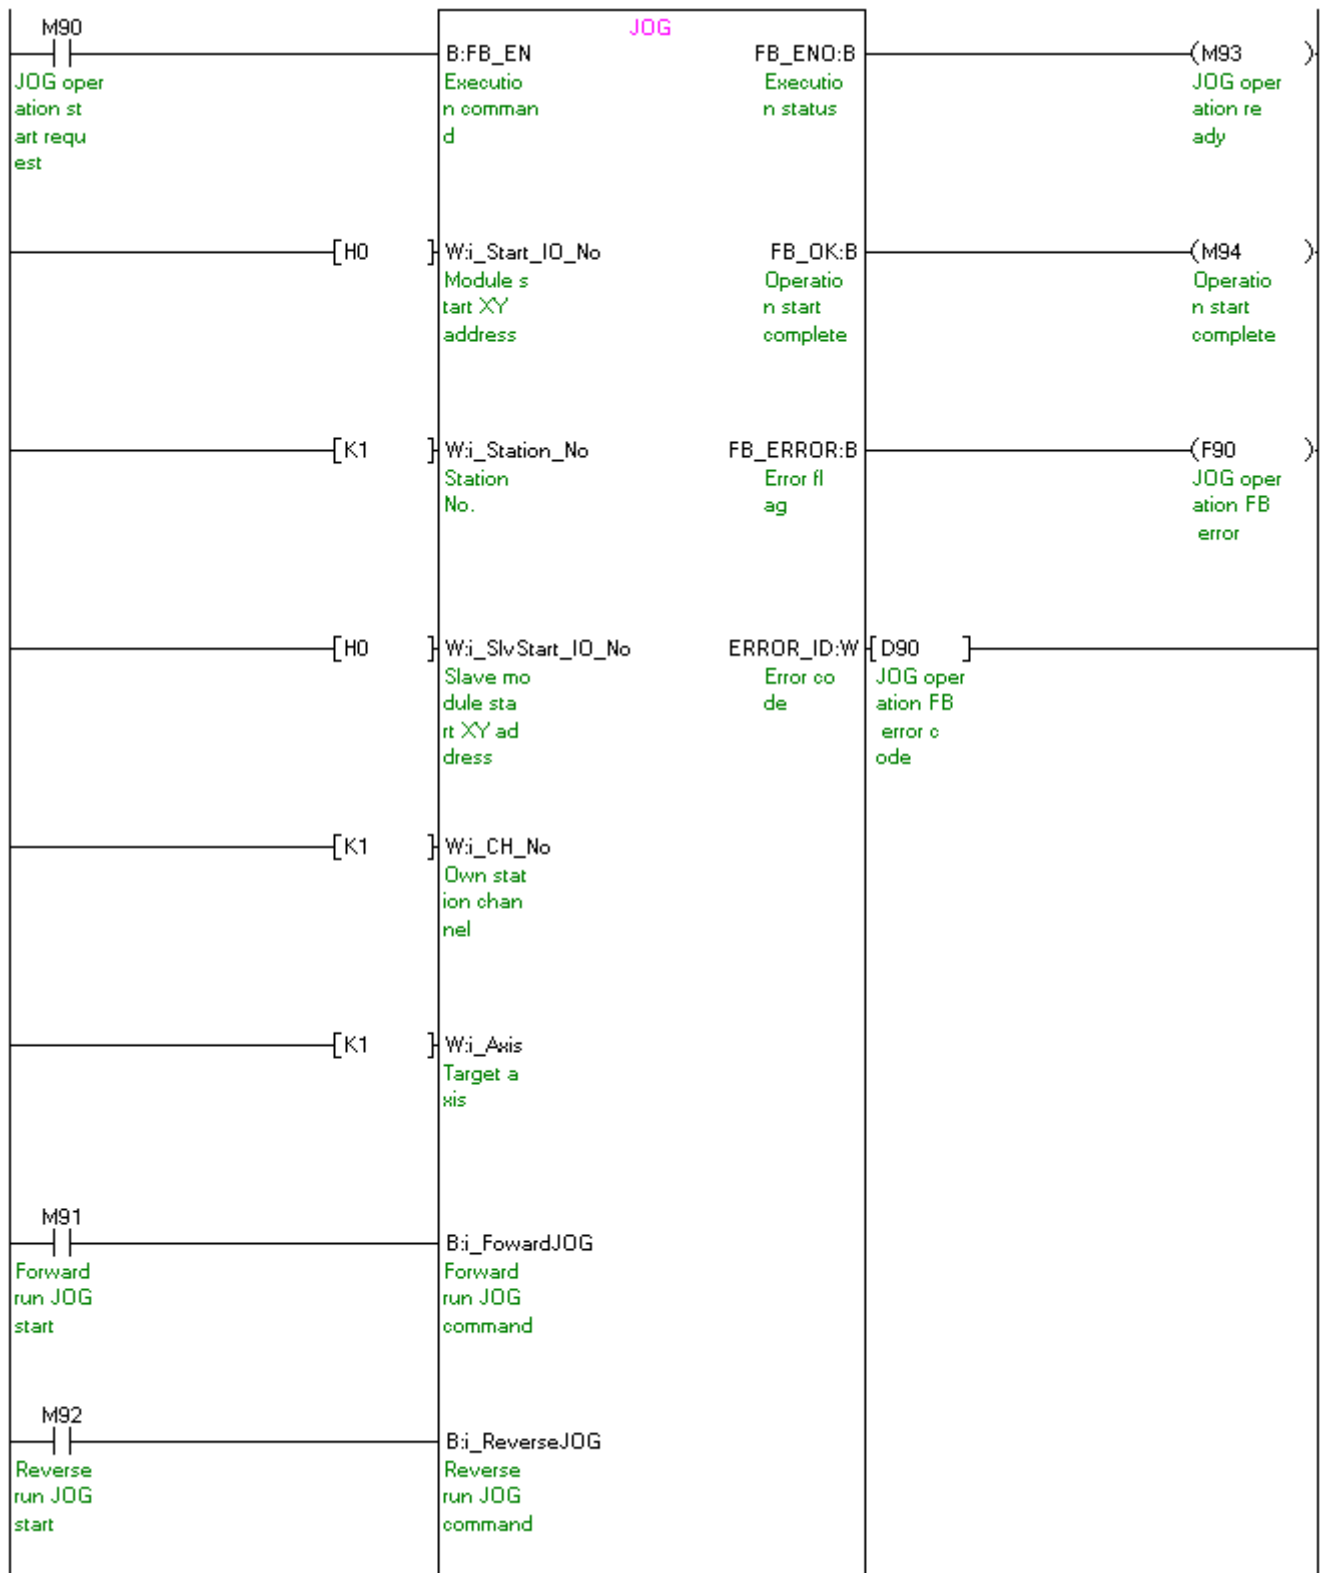 M90
JOG
B:FB_EN
FB_ENO:B
(M93 )
JOG oper
ation st
art requ
est
Executio
n comman
d
Executio
n status
JOG oper
ation re
ady
[H0 ]
W:i_Start_IO_No
FB_OK:B
(M94 )
Module s
tart XY
address
Operatio
n start
complete
Operatio
n start
complete
[K1 ]
W:i_Station_No
FB_ERROR:B
(F90 )
Station
No.
Error fl
ag
JOG oper
ation FB
error
[H0 ]
W:i_SlvStart_IO_No
ERROR_ID:W
[D90 ]
Slave mo
dule sta
rt XY ad
dress
Error co
de
JOG oper
ation FB
error c
ode
[K1 ]
W:i_CH_No
Own stat
ion chan
nel
[K1 ]
W:i_Axis
Target a
xis
M91
B:i_FowardJOG
Forward
run JOG
start
Forward
run JOG
command
M92
B:i_ReverseJOG
Reverse
run JOG
start
Reverse
run JOG
command